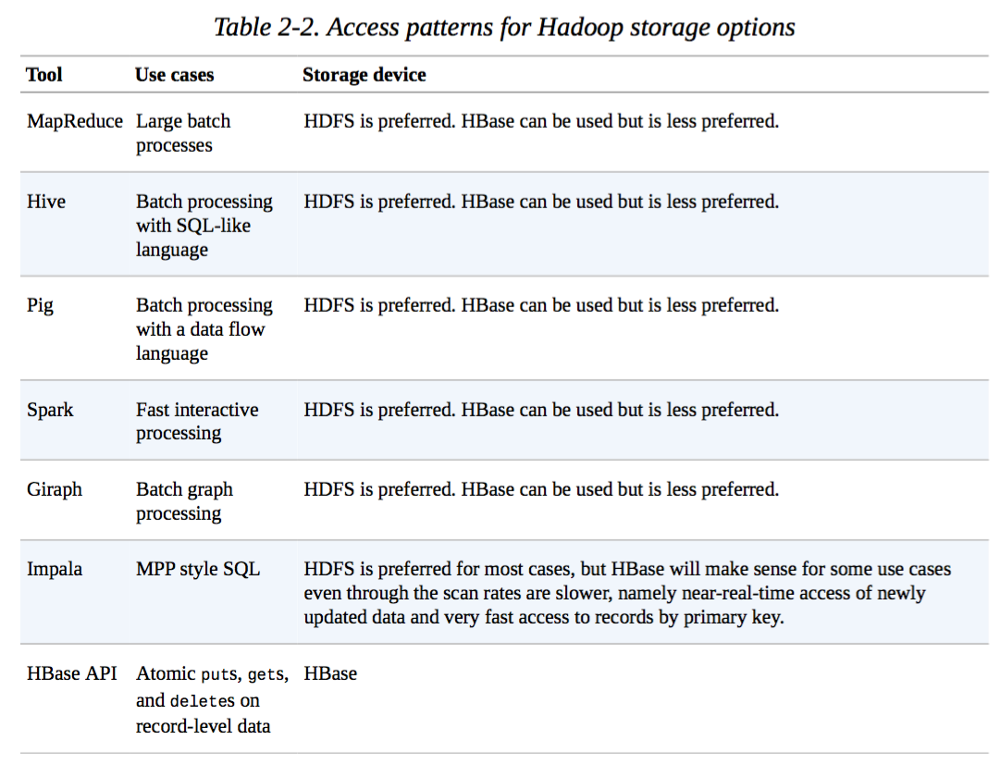 Table 2-2. Access patterns for Hadoop storage options
Tool Use cases Storage device
MapReduce Large batch HDFS is preferred. HBase can be used but is less preferred.
processes
Hive Batch processing HDFS is preferred. HBase can be used but is less preferred.
with SQL-like
language
Pig Batch processing HDFS is preferred. HBase can be used but is less preferred.
with a data flow
language
Spark Fast interactive HDFS is preferred. HBase can be used but is less preferred.
processing
Giraph Batch graph HDFS is preferred. HBase can be used but is less preferred.
processing
Impala MPP style SQL HDFS is preferred for most cases, but HBase will make sense for some use cases
even through the scan rates are slower, namely near-real-time access of newly
updated data and very fast access to records by primary key.
HBase API Atomic puts, gets, HBase
and deletes on
record-level data